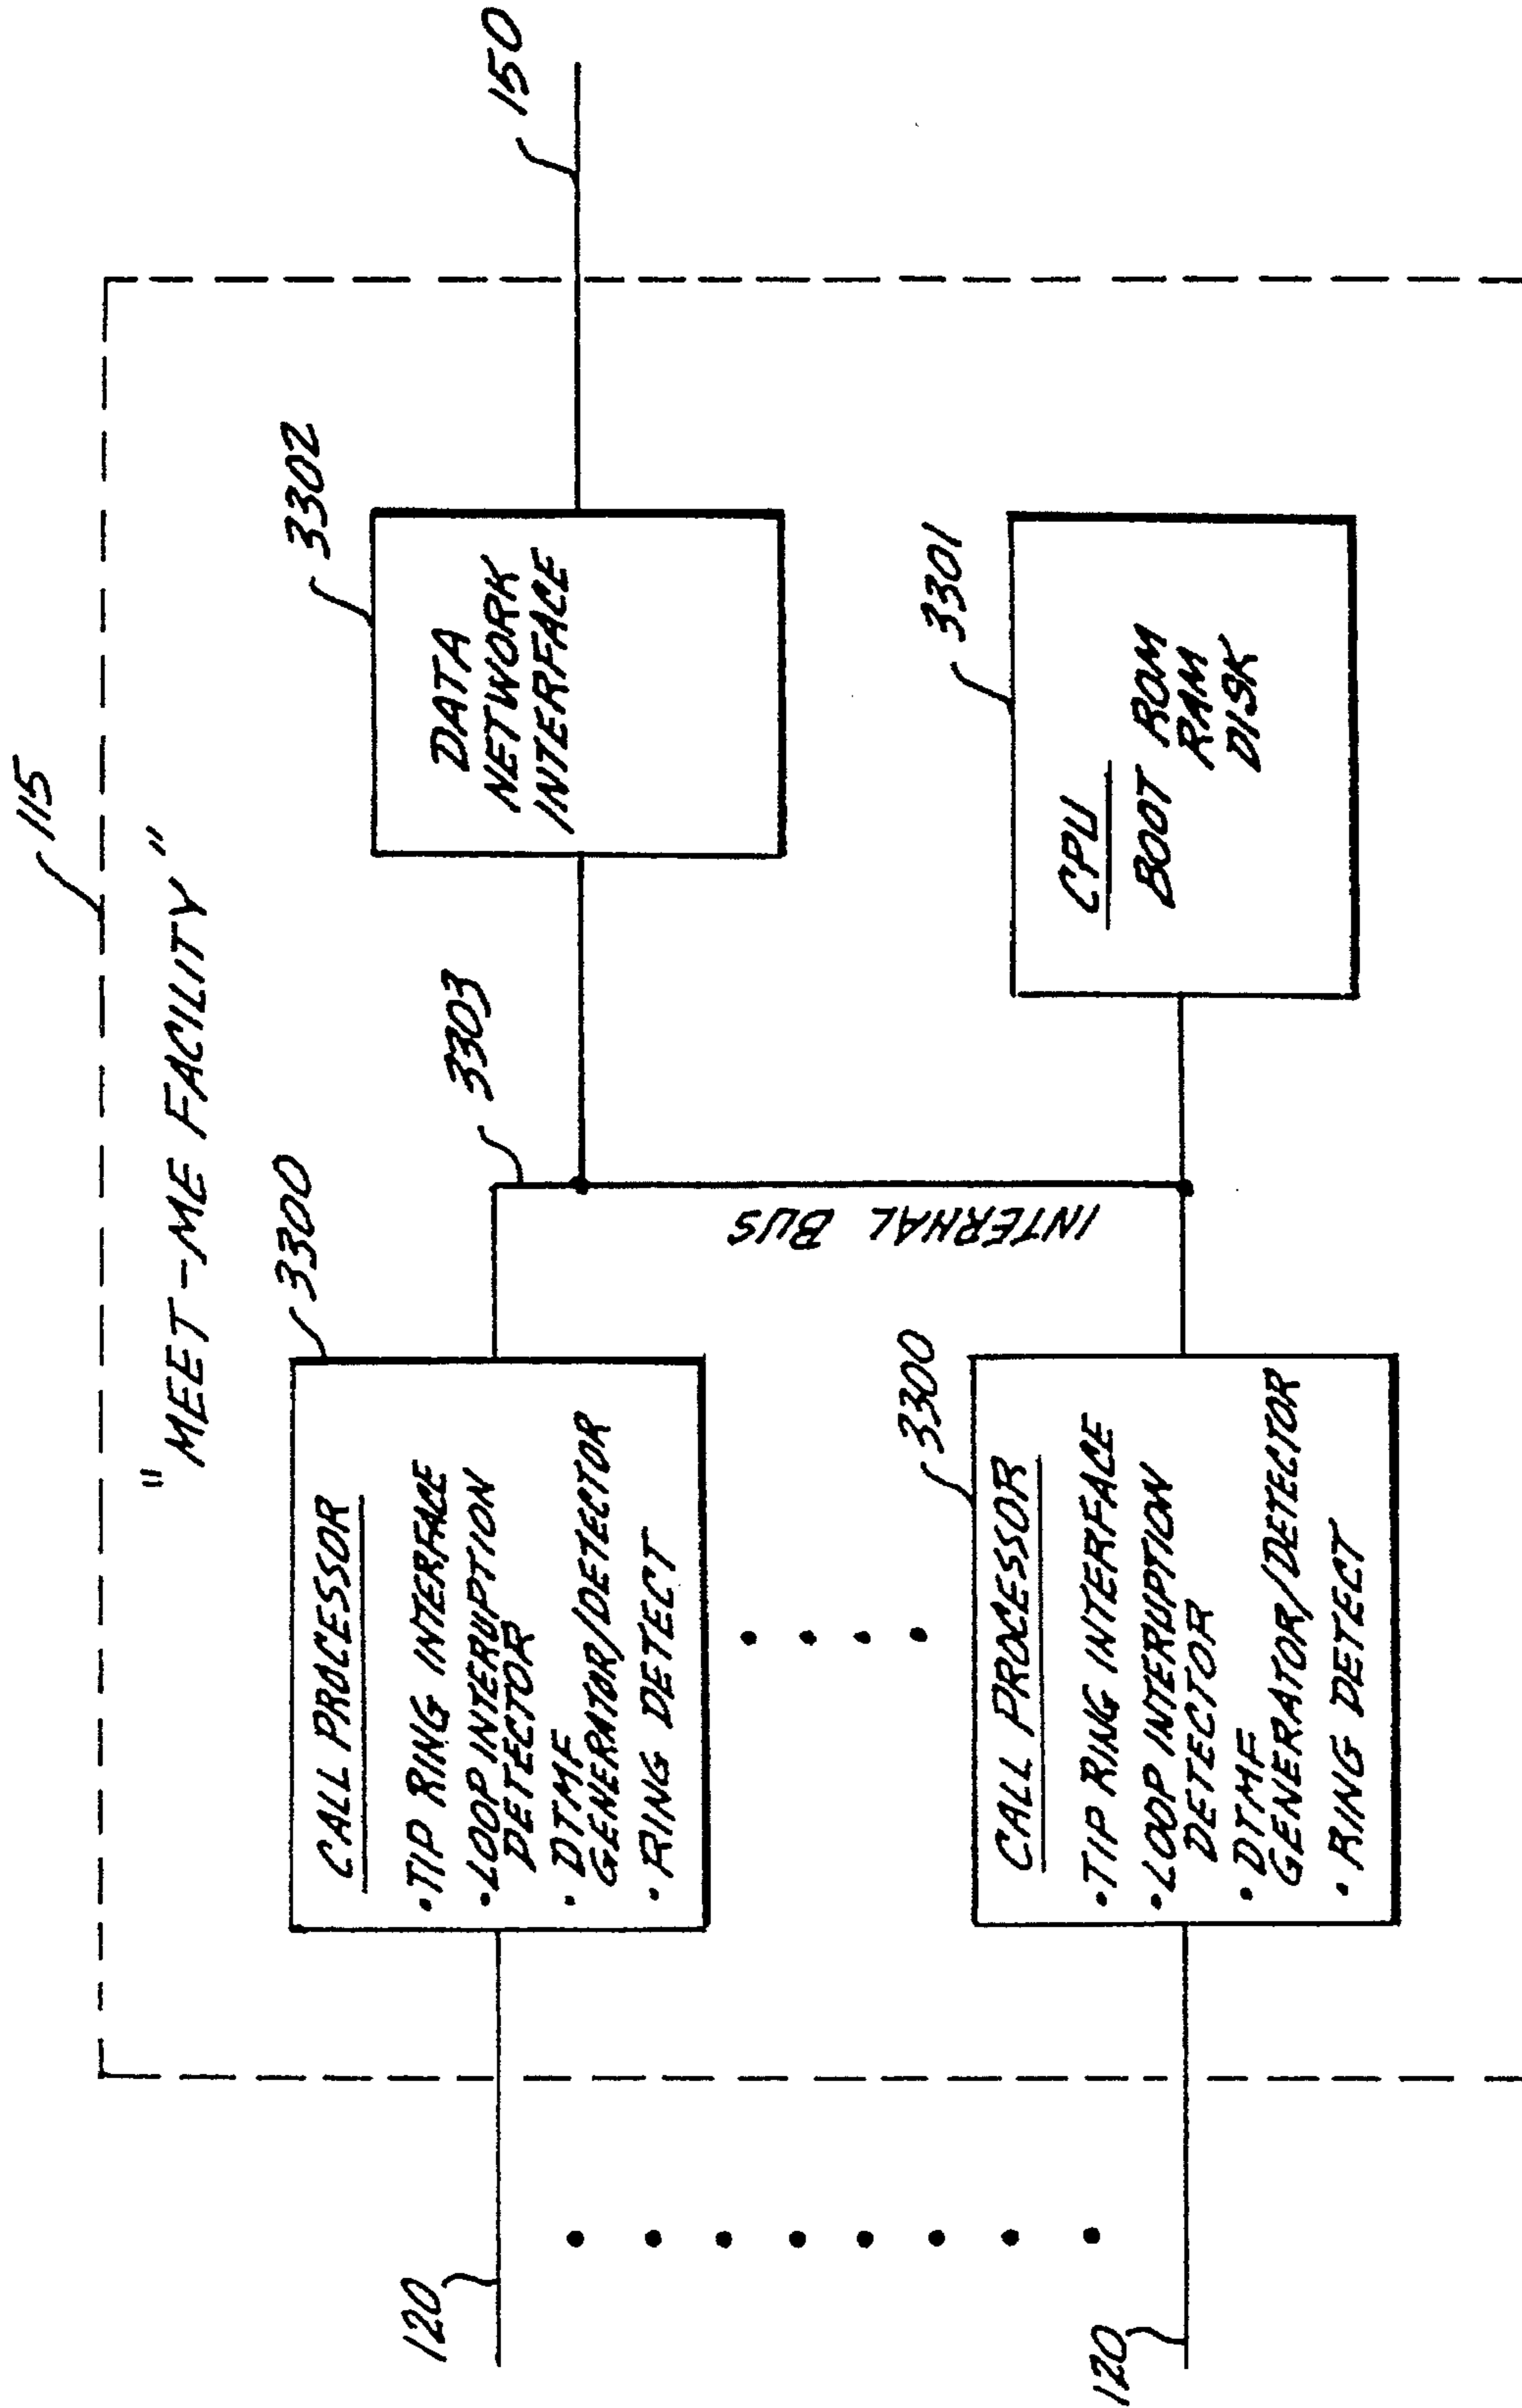 115
"MEET-ME FACILITY"
3300
CALL PROCESSOR
• TIP RING INTERFACE
• LOOP INTERUPTION
DETECTOR
• DTMF
GENERATOR/DETECTOR
• RING DETECT
120
3303
INTERNAL BUS
3302
DATA
NETWORK
INTERFACE
150
3300
CALL PROCESSOR
• TIP RING INTERFACE
• LOOP INTERUPTION
DETECTOR
• DTMF
GENERATOR/DETECTOR
• RING DETECT
120
3301
CPU
BOOT ROM
RAM
DISK